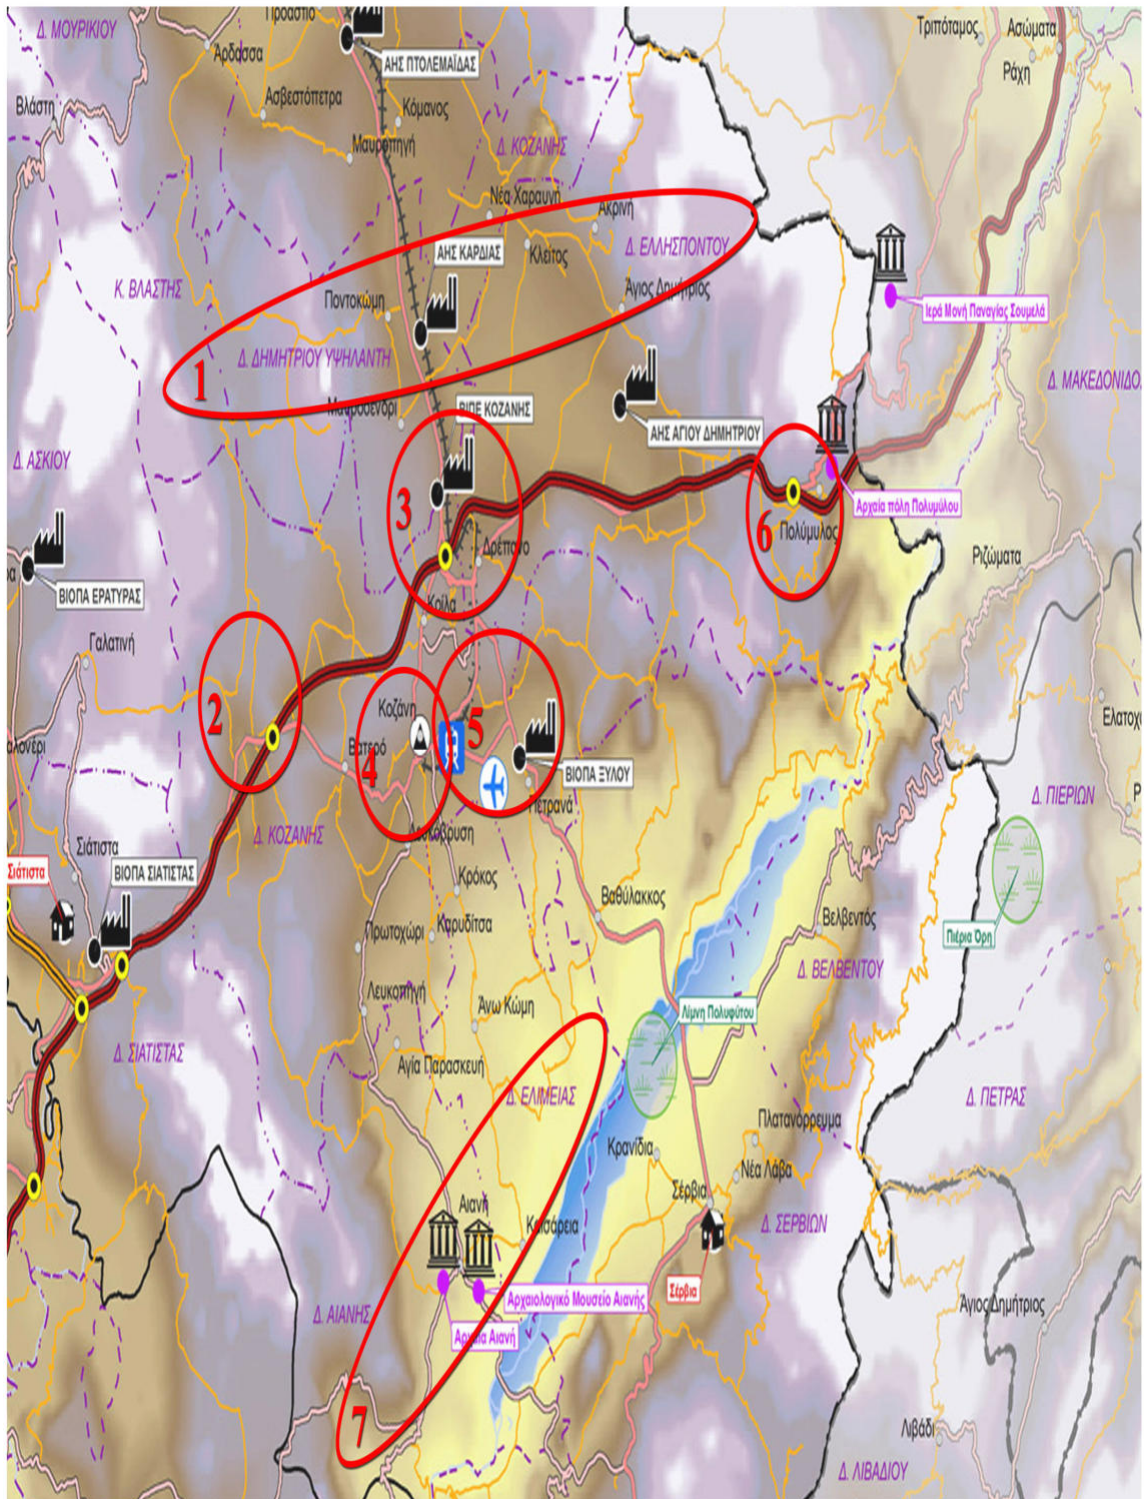 Προάστιο
Δ. ΜΟΥΡΙΚΙΟΥ
Τριπόταμος
Ασώματα
Άρδασσα
ΑΗΣ ΠΤΟΛΕΜΑΪΔΑΣ
Ράχη
Βλάστη
Ασβεστόπετρα
Κόμανος
Μαυροπηγή
Δ. ΚΟΖΑΝΗΣ
Νέα Χαραυγή
Ακρινή
Δ. ΕΛΛΗΣΠΟΝΤΟΥ
ΑΗΣ ΚΑΡΔΙΑΣ
Κλείτος
Κ. ΒΛΑΣΤΗΣ
Ποντοκώμη
Άγιος Δημήτριος
Ιερά Μονή Παναγίας Σουμελά
Δ. ΔΗΜΗΤΡΙΟΥ ΥΨΗΛΑΝΤΗ
1
Δ. ΜΑΚΕΔΟΝΙΔΟ
Μαυροδένδρι
ΒΙΠΕ ΚΟΖΑΝΗΣ
ΑΗΣ ΑΓΙΟΥ ΔΗΜΗΤΡΙΟΥ
Δ. ΑΣΚΙΟΥ
3
6
Αρχαία πόλη Πολυμύλου
Πολύμυλος
Δρέπανο
Ριζώματα
ΒΙΟΠΑ ΕΡΑΤΥΡΑΣ
Κοίλα
Γαλατινή
2
Κοζάνη
5
Ελατοχ
αλονέρι
Βατερό
4
ΒΙΟΠΑ ΞΥΛΟΥ
Πετρανά
Δ. ΠΙΕΡΙΩΝ
Ρ
Δ. ΚΟΖΑΝΗΣ
Λευκόβρυση
Σιάτιστα
Σιάτιστα
ΒΙΟΠΑ ΣΙΑΤΙΣΤΑΣ
Κρόκος
Βαθύλακκος
Πρωτοχώρι
Καρυδίτσα
Βελβεντός
Πιέρια Όρη
Δ. ΒΕΛΒΕΝΤΟΥ
Λευκοπηγή
Άνω Κώμη
Λίμνη Πολυφύτου
Δ. ΣΙΑΤΙΣΤΑΣ
Αγία Παρασκευή
Δ. ΕΛΙΜΕΙΑΣ
Δ. ΠΕΤΡΑΣ
Πλατανόρρευμα
Κρανίδια
Νέα Λάβα
Σέρβια
Αιανή
Καισάρεια
Δ. ΣΕΡΒΙΩΝ
Σέρβια
Αρχαιολογικό Μουσείο Αιανής
Δ. ΑΙΑΝΗΣ
Άγιος Δημήτριος
Αρχαία Αιανή
7
Λιβάδι
Δ. ΛΙΒΑΔΙΟΥ